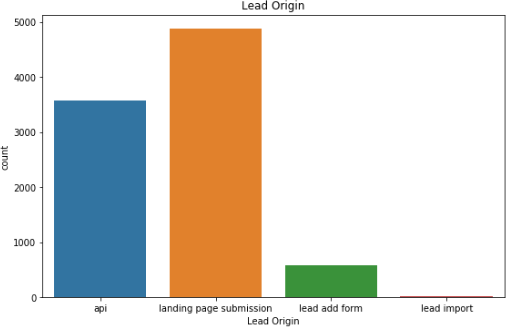 Lead Origin
5000
4000
3000
2000
1000
0
count
api landing page submission lead add form lead import
Lead Origin